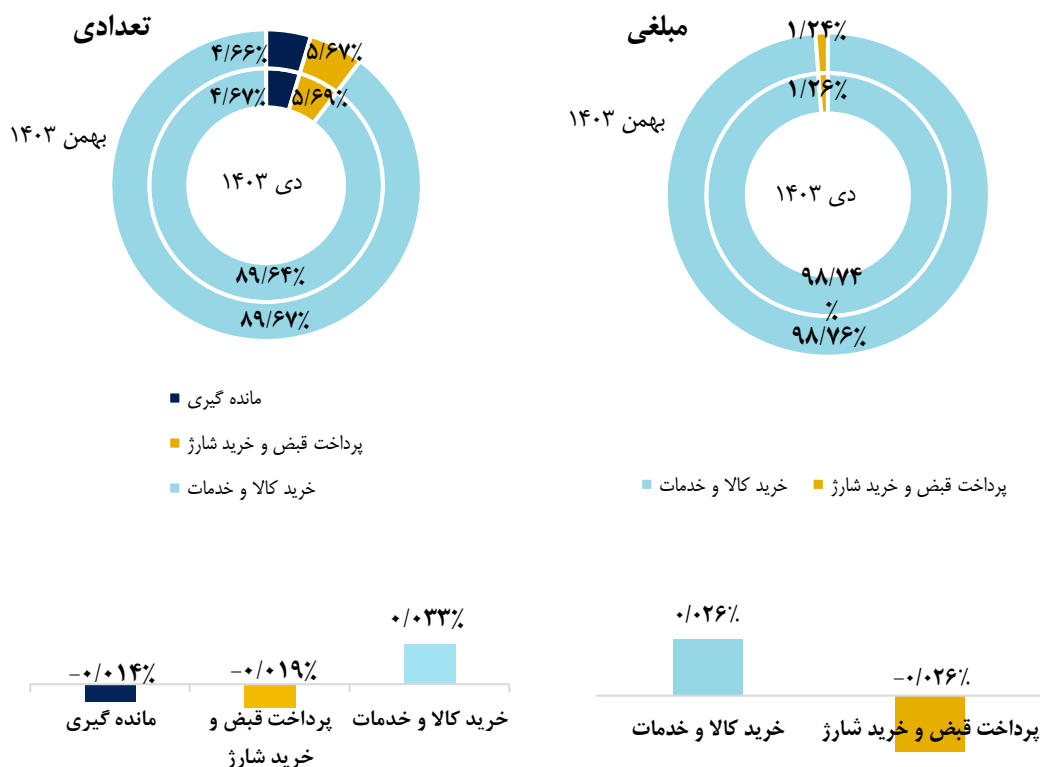 مبلغی
۱/۲۴٪
۱/۲۶٪
بهمن ۱۴۰۳
دی ۱۴۰۳
۹۸/۷۴
٪
۹۸/۷۶٪
خرید کالا و خدمات
پرداخت قبض و خرید شارژ
تعدادی
۴/۶۶٪
۵/۶۷٪
۴/۶۷٪
۵/۶۹٪
بهمن ۱۴۰۳
دی ۱۴۰۳
۸۹/۶۴٪
۸۹/۶۷٪
مانده گیری
پرداخت قبض و خرید شارژ
خرید کالا و خدمات
۰/۰۲۶٪
−۰/۰۲۶٪
خرید کالا و خدمات
پرداخت قبض و خرید شارژ
۰/۰۳۳٪
−۰/۰۱۹٪
−۰/۰۱۴٪
خرید کالا و خدمات
پرداخت قبض و
خرید شارژ
مانده گیری